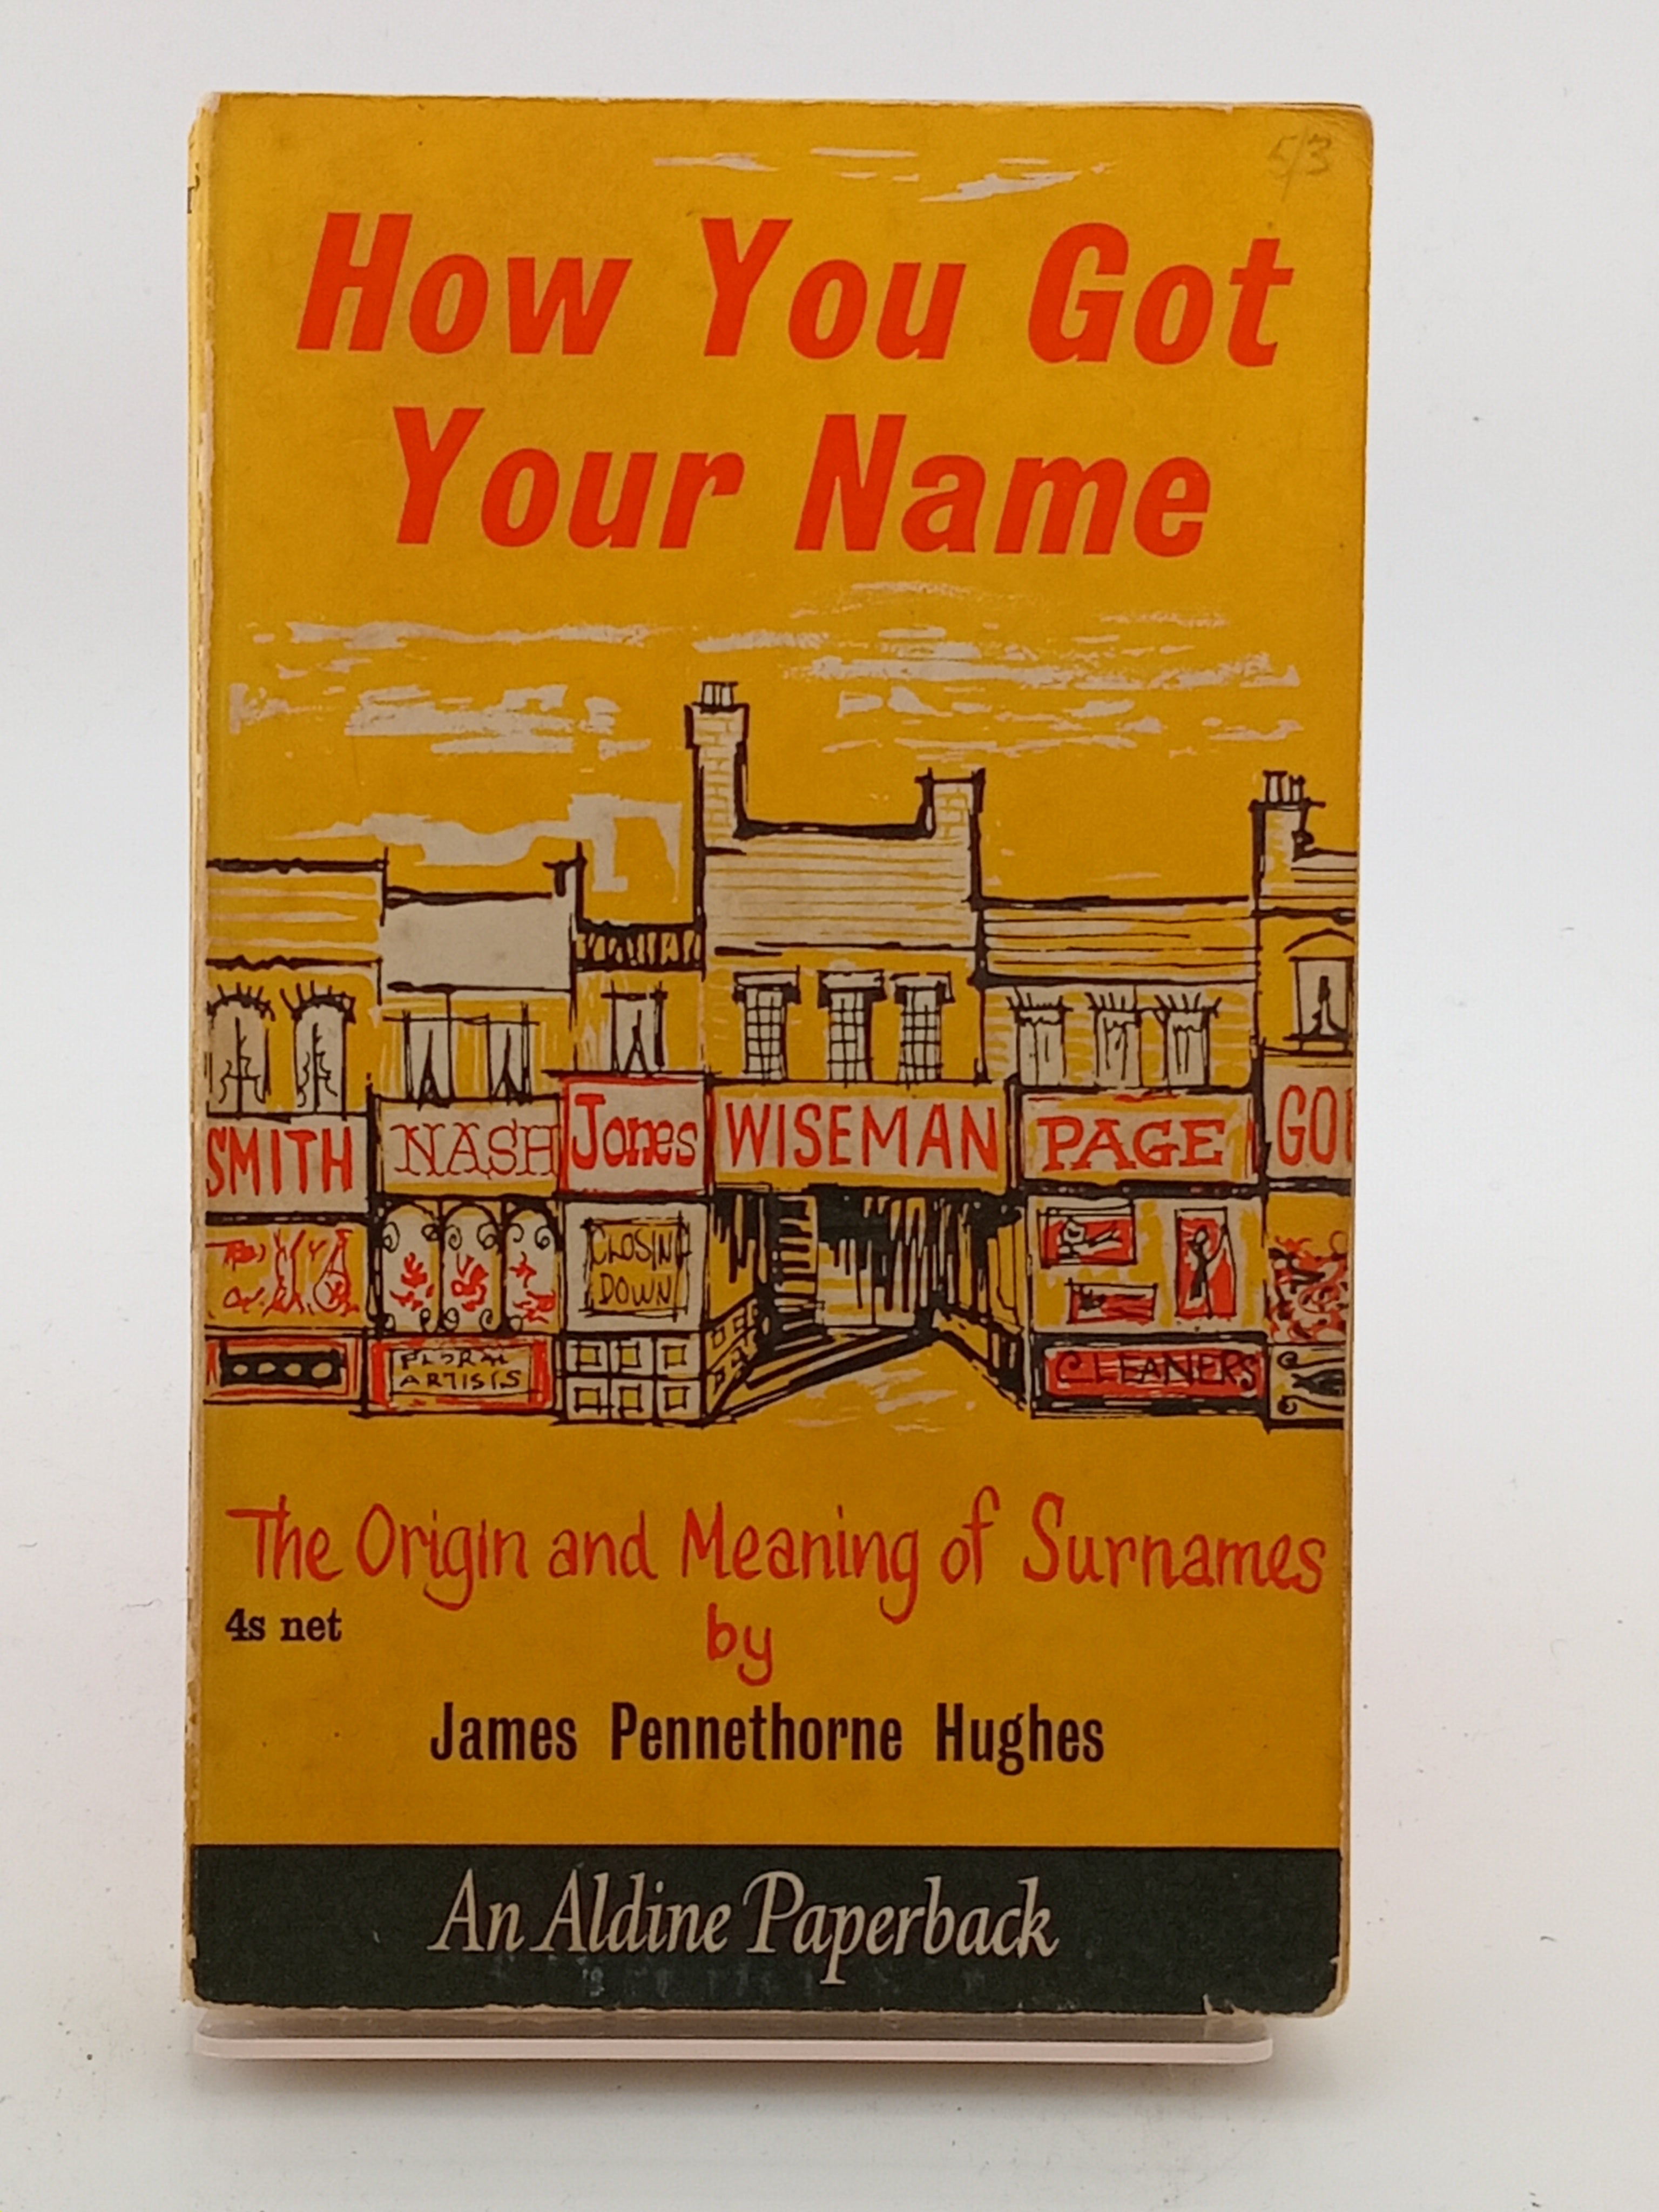 5/3
How You Got
Your Name
SMITH
NASH
Jones
WISEMAN
PAGE
GO
CLOSING
DOWN
FLORAL
ARTISTS
CLEANERS
The Origin and Meaning of Surnames
4s net
by
James Pennethorne Hughes
An Aldine Paperback